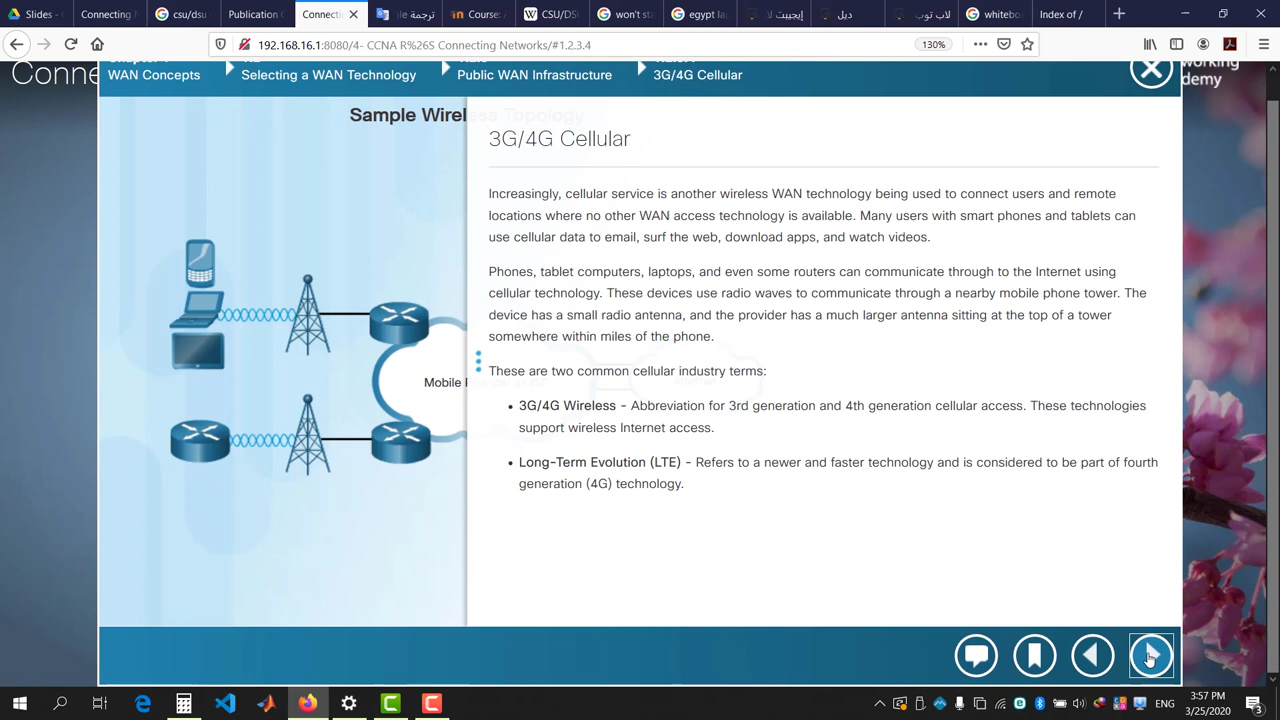 Slides -
Connecting N
csu/dsu
Publication
Connectin
ترجمة
Course: A
CSU/DSU
won't st
egypt la
إيجيبت لا
ديل
لاب توب
whiteboa
Index of /
192.168.16.1:8080/4- CCNA R%26S Connecting Networks/#1.2.3.4
130%
Conne
WAN Concepts
Selecting a WAN Technology
Public WAN Infrastructure
3G/4G Cellular
working
demy
Sample Wireless Topology
3G/4G Cellular
Increasingly, cellular service is another wireless WAN technology being used to connect users and remote
locations where no other WAN access technology is available. Many users with smart phones and tablets can
use cellular data to email, surf the web, download apps, and watch videos.
Phones, tablet computers, laptops, and even some routers can communicate through to the Internet using
cellular technology. These devices use radio waves to communicate through a nearby mobile phone tower. The
device has a small radio antenna, and the provider has a much larger antenna sitting at the top of a tower
somewhere within miles of the phone.
Mobile
These are two common cellular industry terms:
• 3G/4G Wireless - Abbreviation for 3rd generation and 4th generation cellular access. These technologies
support wireless Internet access.
• Long-Term Evolution (LTE) - Refers to a newer and faster technology and is considered to be part of fourth
generation (4G) technology.
3:57 PM
3/25/2020
3